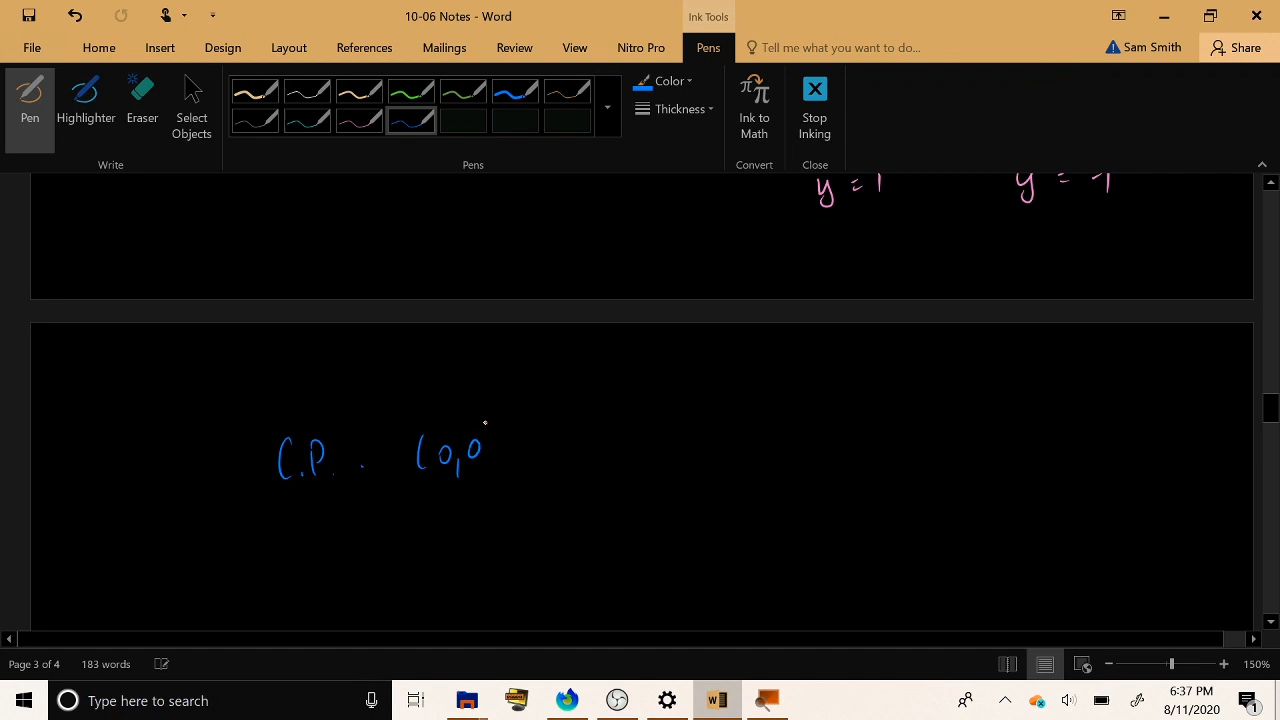 10-06 Notes - Word
Ink Tools
File Home Insert Design Layout References Mailings Review View Nitro Pro Pens Tell me what you want to do... Sam Smith Share
Pen Highlighter Eraser Select Objects
Color
Thickness
Ink to Math
Stop Inking
Write Pens Convert Close
y = 1 y = -1
C.P. . (0,0
Page 3 of 4 183 words 150%
Type here to search
6:37 PM
8/11/2020
1